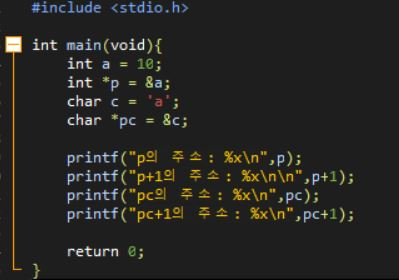 #include <stdio.h>
int main(void){
int a = 10;
int *p = &a;
char c = 'a';
char *pc = &c;
printf("p의 주소 : %x\n",p);
printf("p+1의 주소 : %x\n\n",p+1);
printf("pc의 주소 : %x\n",pc);
printf("pc+1의 주소 : %x\n",pc+1);
return 0;
}